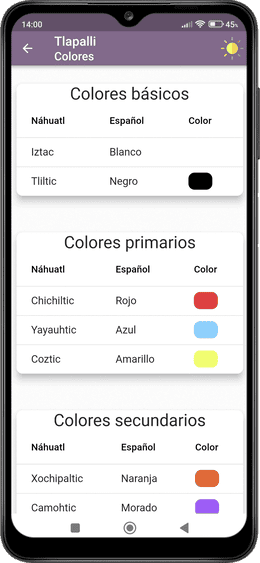 14:00 45%
Tlapalli
Colores
Colores básicos
Náhuatl Español Color
Iztac Blanco
Tliltic Negro
Colores primarios
Náhuatl Español Color
Chichiltic Rojo
Yayauhtic Azul
Coztic Amarillo
Colores secundarios
Náhuatl Español Color
Xochipaltic Naranja
Camohtic Morado